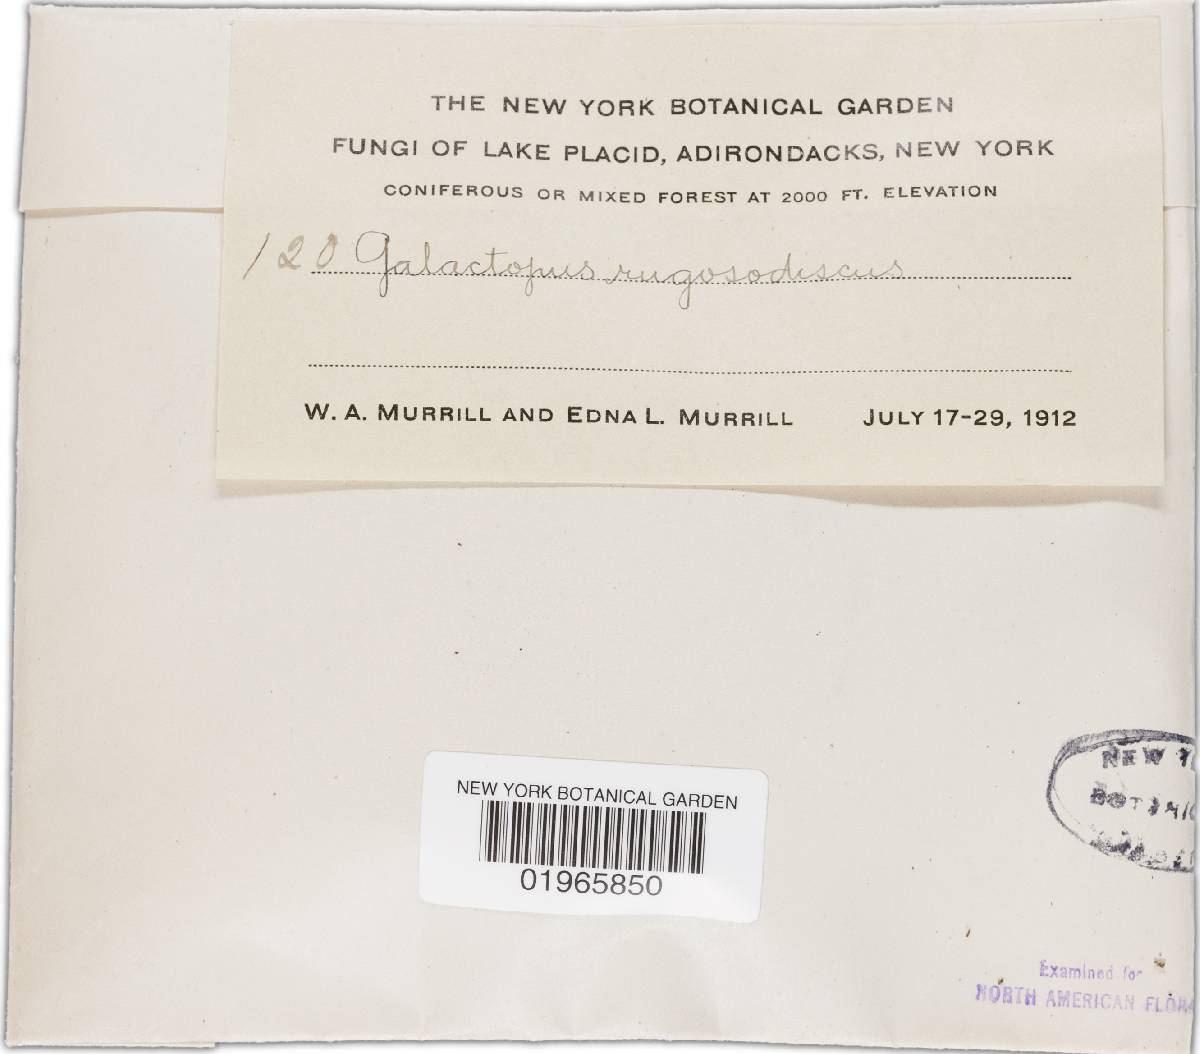 THE NEW YORK BOTANICAL GARDEN
FUNGI OF LAKE PLACID, ADIRONDACKS, NEW YORK
CONIFEROUS OR MIXED FOREST AT 2000 FT. ELEVATION
120 Galactopus rugosodiscus
W. A. MURRILL AND EDNA L. MURRILL JULY 17-29, 1912
NEW YORK BOTANICAL GARDEN
01965850
NEW
Examined for
NORTH AMERICAN FLORA